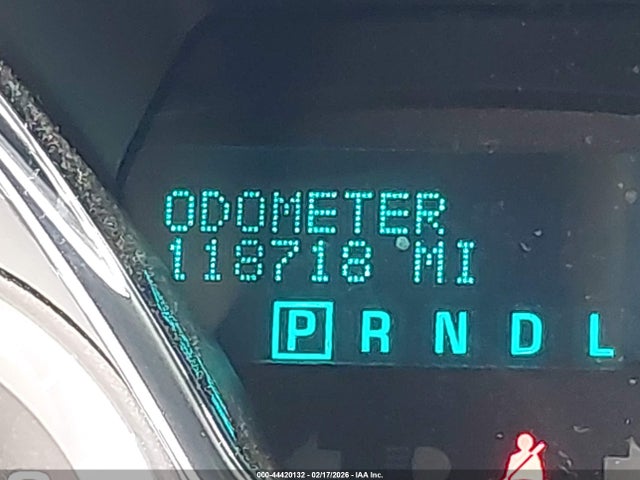 ODOMETER
118718 MI
P R N D L
000-44420132 - 02/17/2026 - IAA Inc.